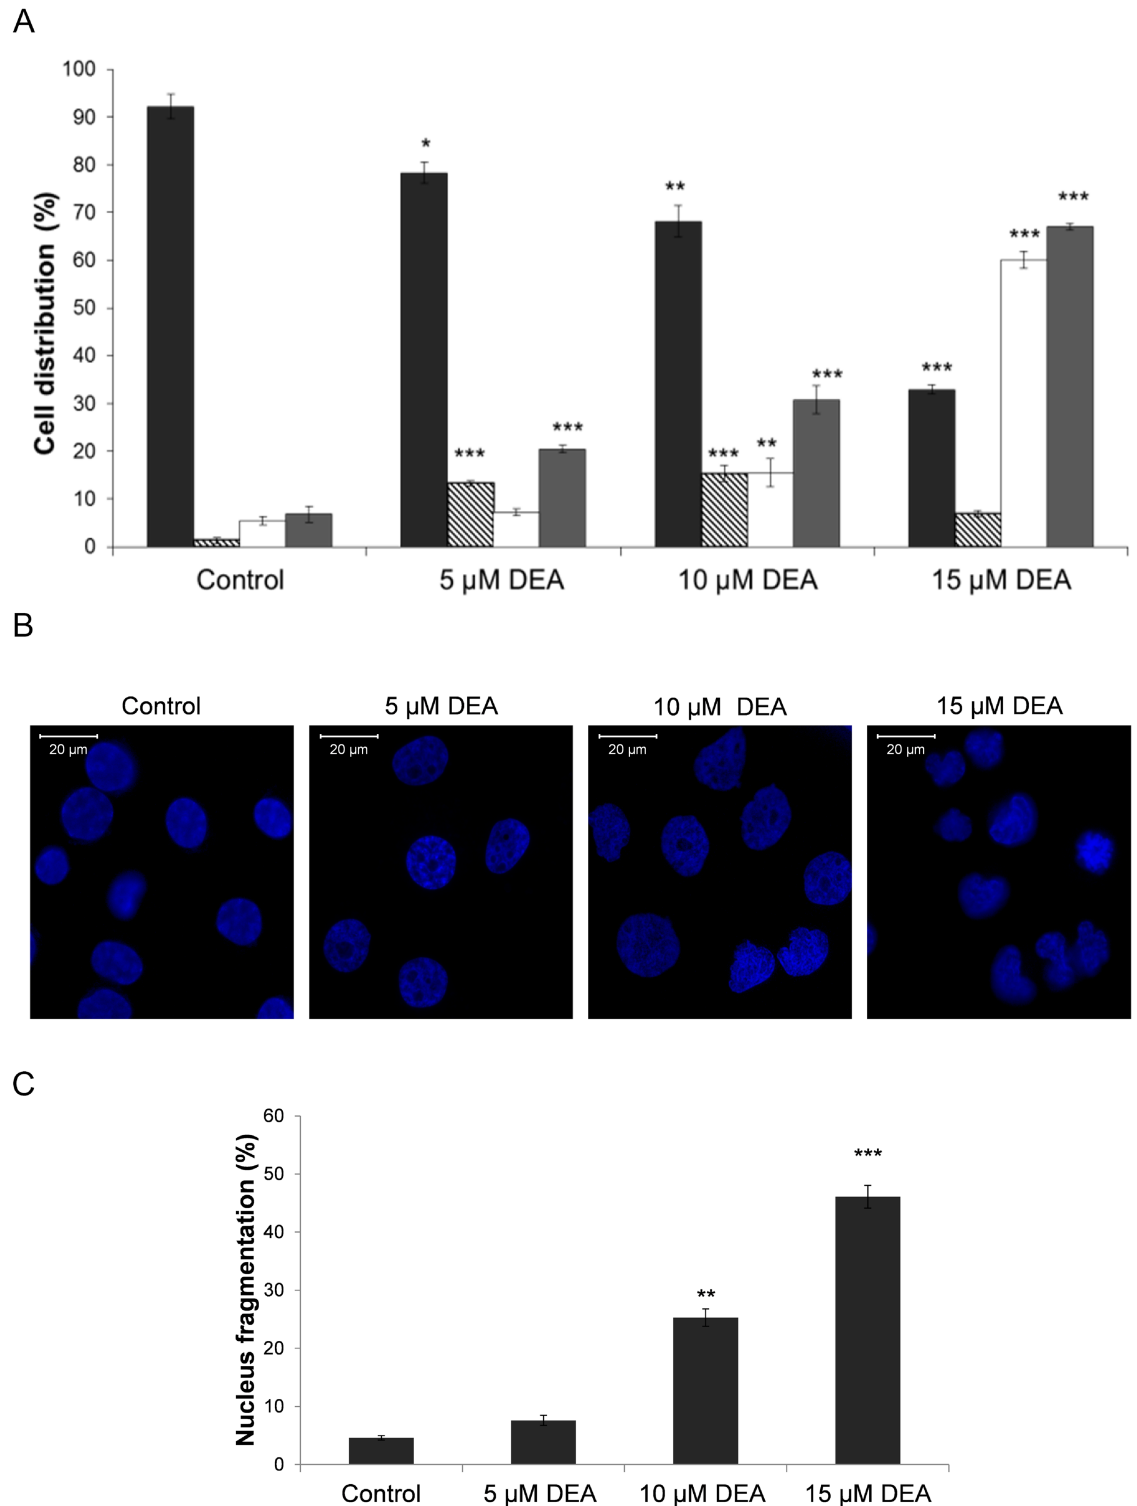 A
Cell distribution (%)
100
90
80
70
60
50
40
30
20
10
0
*
***
***
**
***
**
***
***
***
***
Control
5 µM DEA
10 µM DEA
15 µM DEA
B
Control
5 µM DEA
10 µM DEA
15 µM DEA
20 µm
20 µm
20 µm
20 µm
C
Nucleus fragmentation (%)
60
50
40
30
20
10
0
**
***
Control
5 µM DEA
10 µM DEA
15 µM DEA